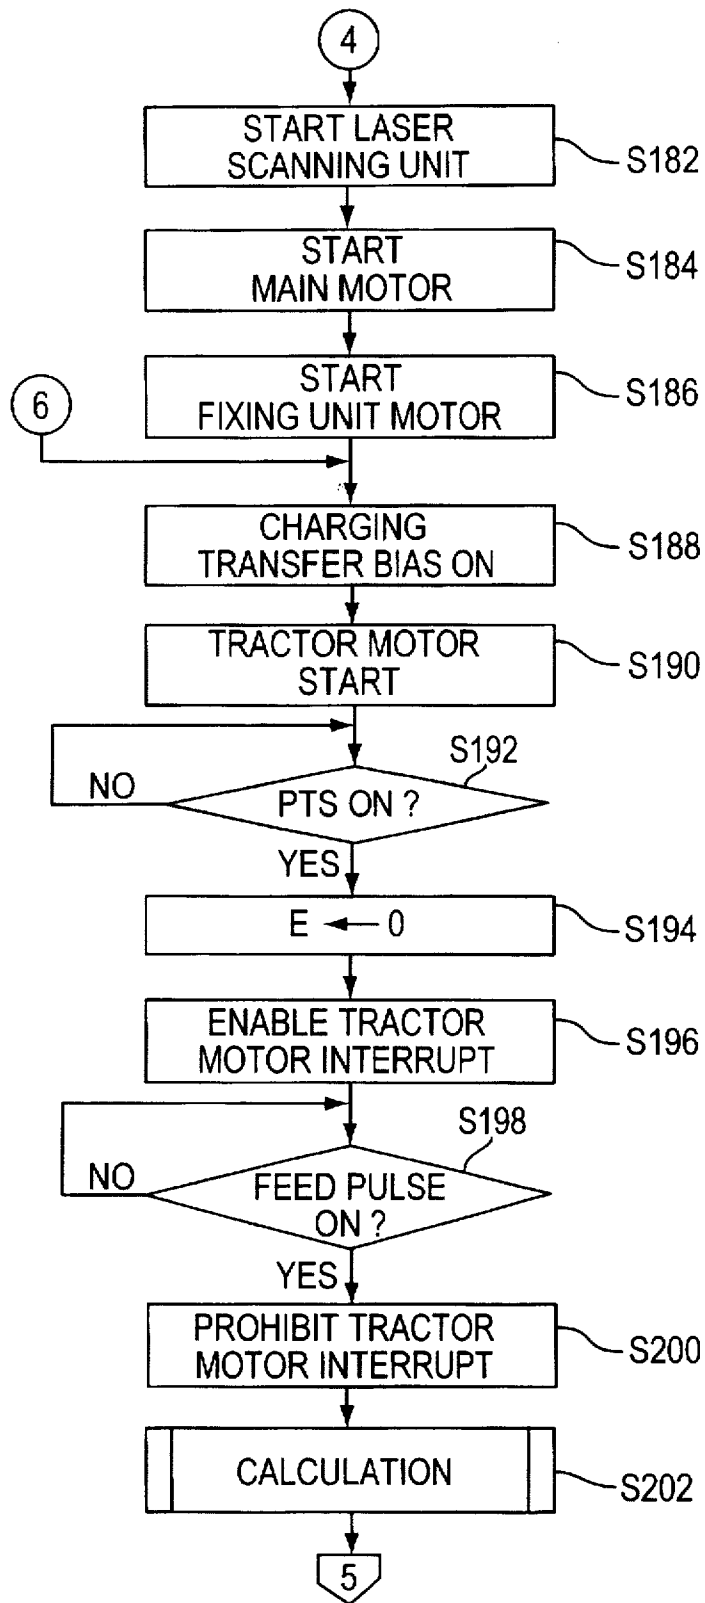 4
START LASER
SCANNING UNIT
S182
START
MAIN MOTOR
S184
START
FIXING UNIT MOTOR
S186
6
CHARGING
TRANSFER BIAS ON
S188
TRACTOR MOTOR
START
S190
S192
NO
PTS ON ?
YES
E ← 0
S194
ENABLE TRACTOR
MOTOR INTERRUPT
S196
S198
NO
FEED PULSE
ON ?
YES
PROHIBIT TRACTOR
MOTOR INTERRUPT
S200
CALCULATION
S202
5